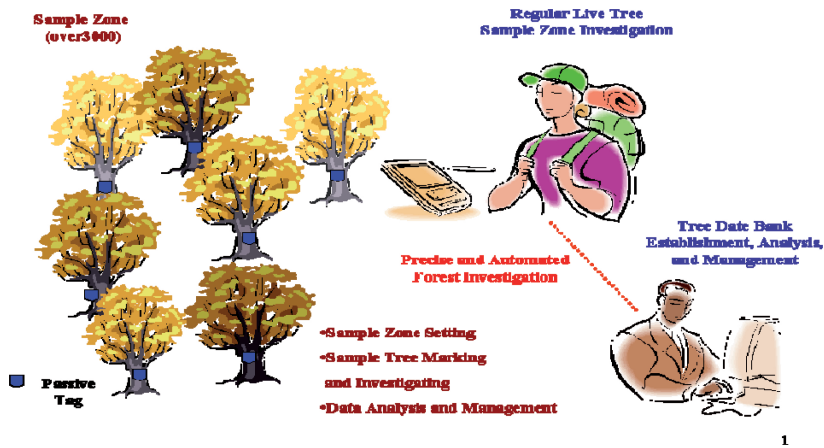 Sample Zone
(over3000)
Regular Live Tree
Sample Zone Investigation
Tree Date Bank
Establishment, Analysis,
and Management
Precise and Automated
Forest Investigation
•Sample Zone Setting
•Sample Tree Marking
and Investigating
•Data Analysis and Management
Passive
Tag
1